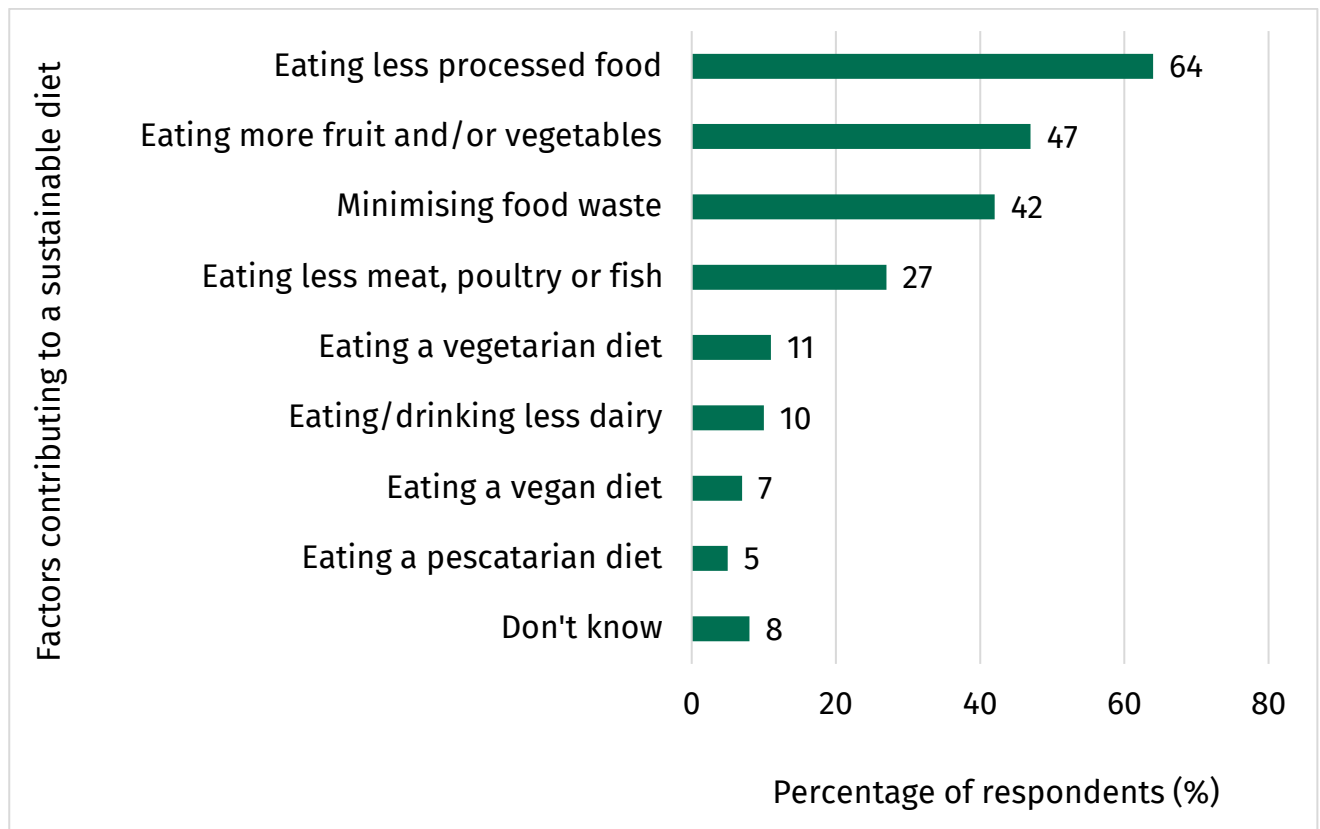 Factors contributing to a sustainable diet
Eating less processed food 64
Eating more fruit and/or vegetables 47
Minimising food waste 42
Eating less meat, poultry or fish 27
Eating a vegetarian diet 11
Eating/drinking less dairy 10
Eating a vegan diet 7
Eating a pescatarian diet 5
Don't know 8
0 20 40 60 80
Percentage of respondents (%)